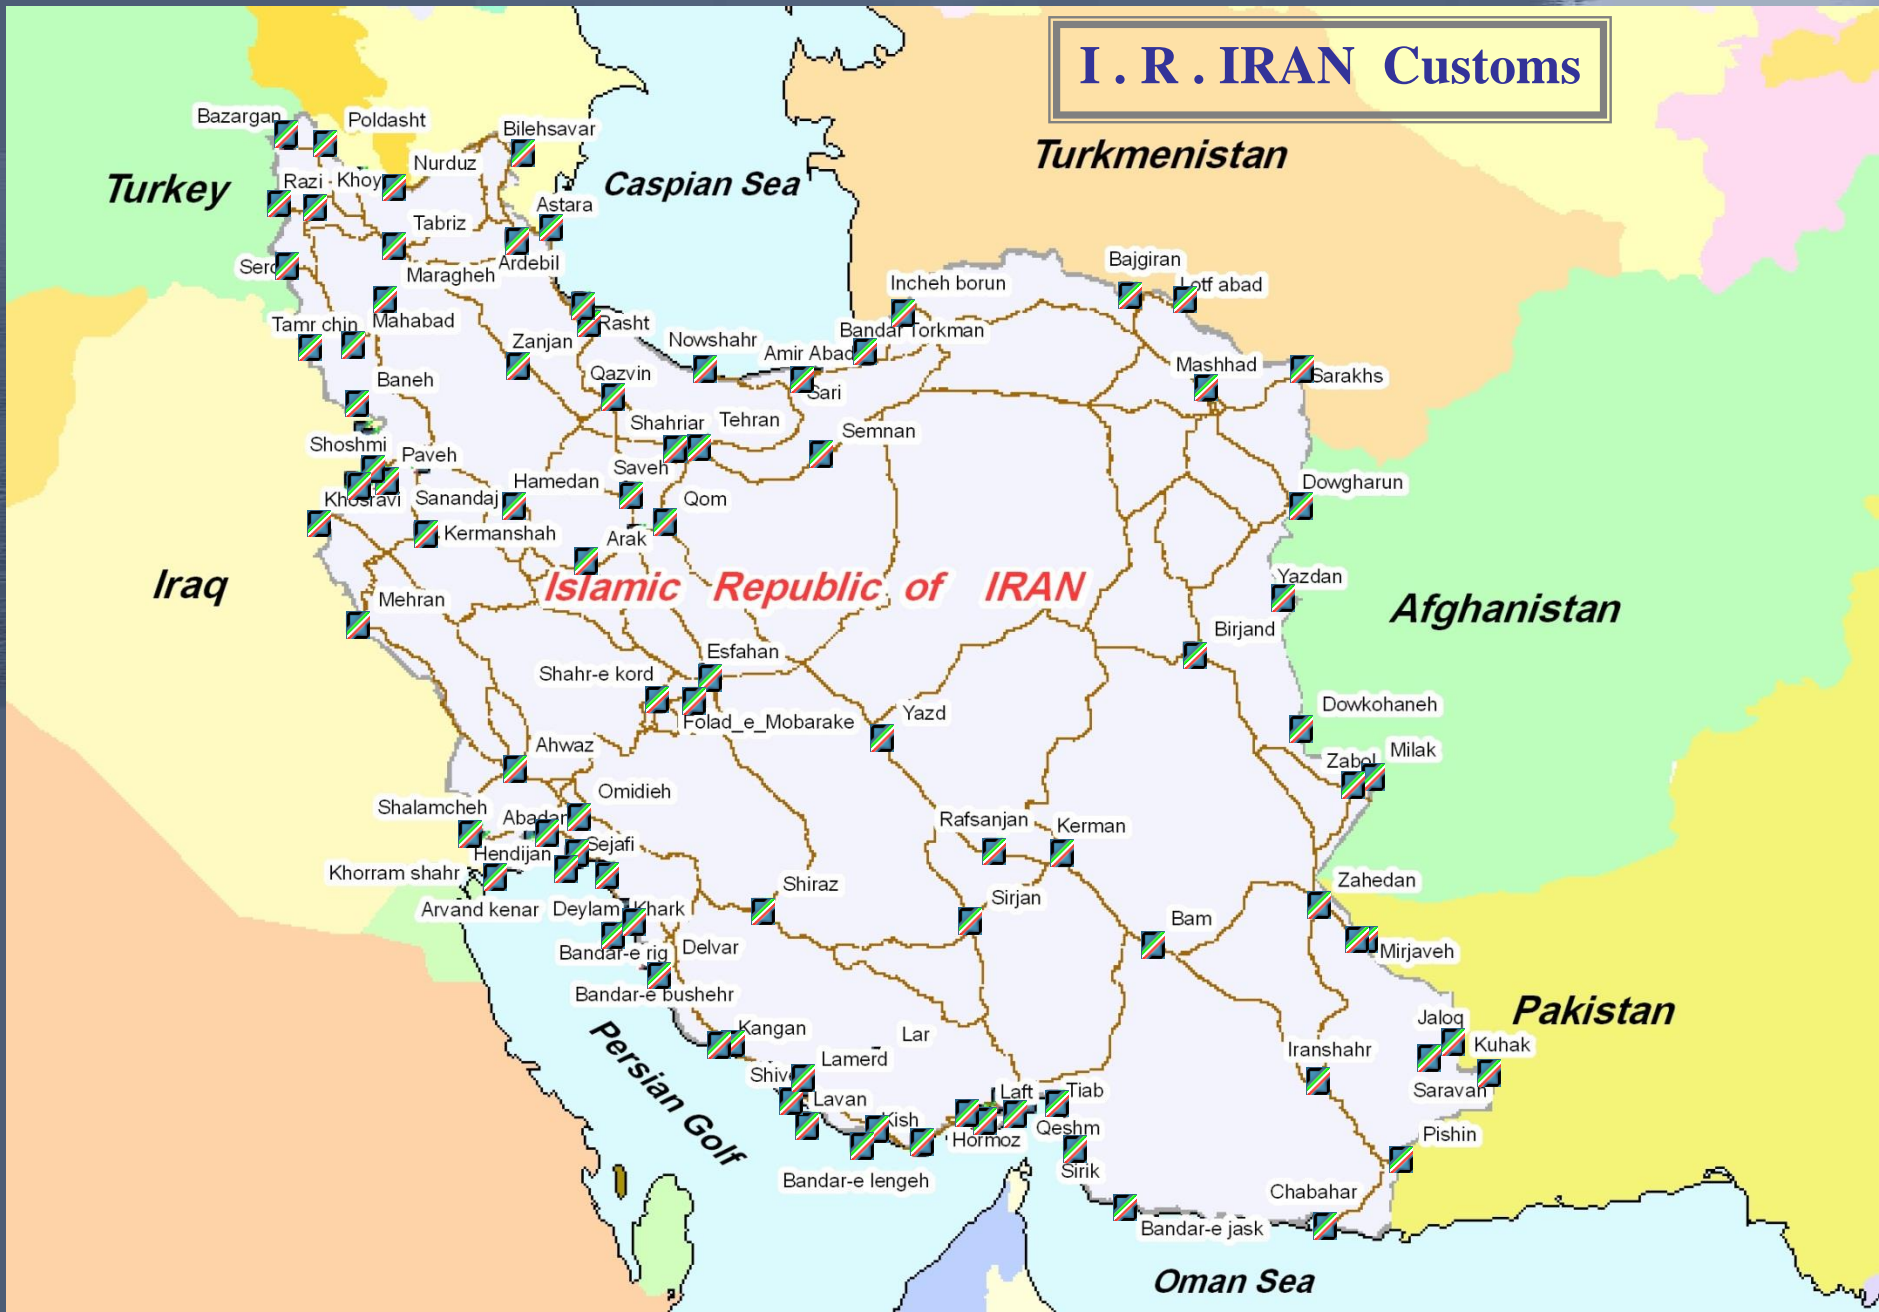 I . R . IRAN Customs
Bazargan
Poldasht
Bilehsavar
Nurduz
Turkmenistan
Turkey
Razi
Khoy
Caspian Sea
Astara
Tabriz
Sero
Ardebil
Maragheh
Bajgiran
Incheh borun
Lotf abad
Tamr chin
Mahabad
Rasht
Bandar Torkman
Zanjan
Nowshahr
Amir Abad
Mashhad
Sarakhs
Baneh
Qazvin
Sari
Shahriar
Tehran
Semnan
Shoshmi
Paveh
Saveh
Hamedan
Dowgharun
Khosravi
Sanandaj
Qom
Kermanshah
Arak
Iraq
Islamic Republic of IRAN
Yazdan
Mehran
Afghanistan
Birjand
Esfahan
Shahr-e kord
Dowkohaneh
Folad_e_Mobarake
Yazd
Ahwaz
Milak
Zabol
Omidieh
Shalamcheh
Abadan
Rafsanjan
Kerman
Sejafi
Hendijan
Khorram shahr
Shiraz
Zahedan
Sirjan
Arvand kenar
Deylam
Khark
Bam
Delvar
Bandar-e rig
Mirjaveh
Bandar-e bushehr
Pakistan
Jaloq
Kangan
Lar
Kuhak
Iranshahr
Persian Golf
Lamerd
Shive
Saravan
Lavan
Laft
Tiab
Kish
Qeshm
Hormoz
Pishin
Sirik
Bandar-e lengeh
Chabahar
Bandar-e jask
Oman Sea